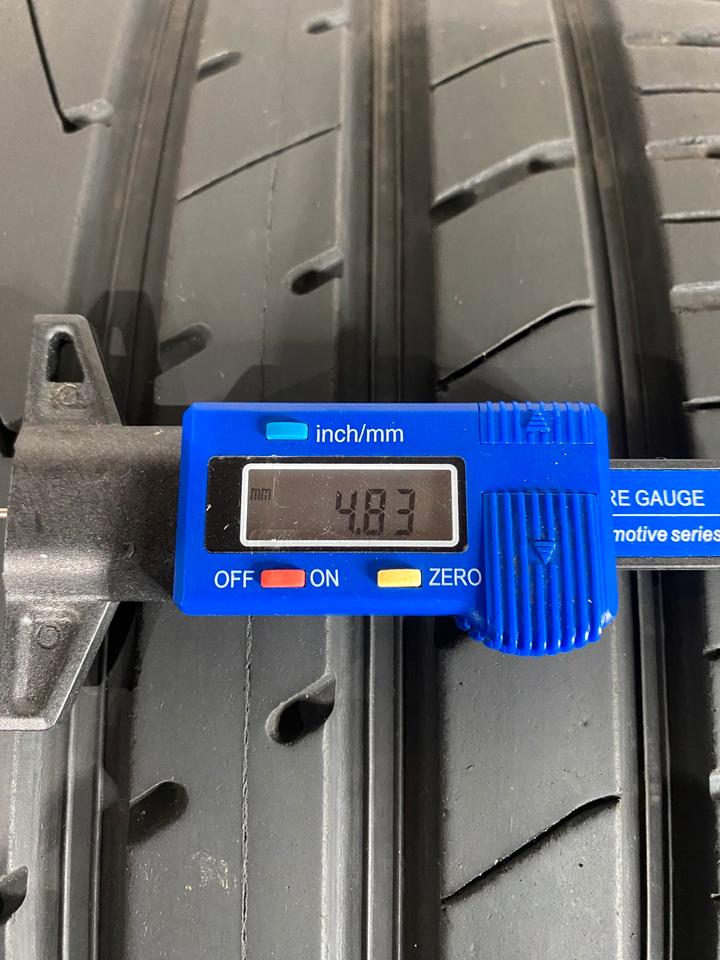 inch/mm
mm 4.83
OFF ON ZERO
RE GAUGE
motive series